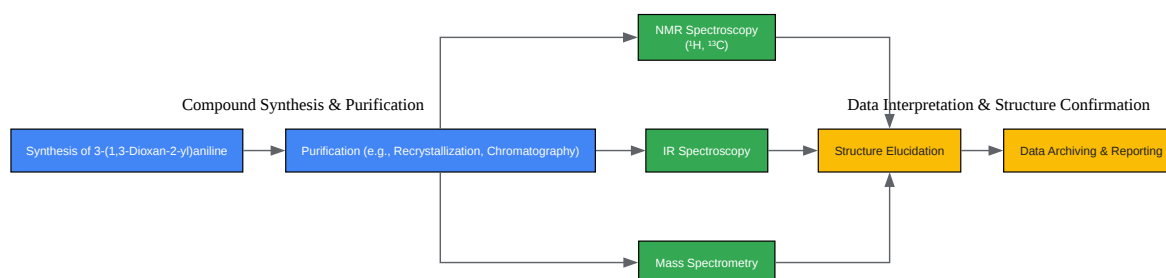 NMR Spectroscopy
(¹H, ¹³C)
Compound Synthesis & Purification
Data Interpretation & Structure Confirmation
Synthesis of 3-(1,3-Dioxan-2-yl)aniline
Purification (e.g., Recrystallization, Chromatography)
IR Spectroscopy
Structure Elucidation
Data Archiving & Reporting
Mass Spectrometry